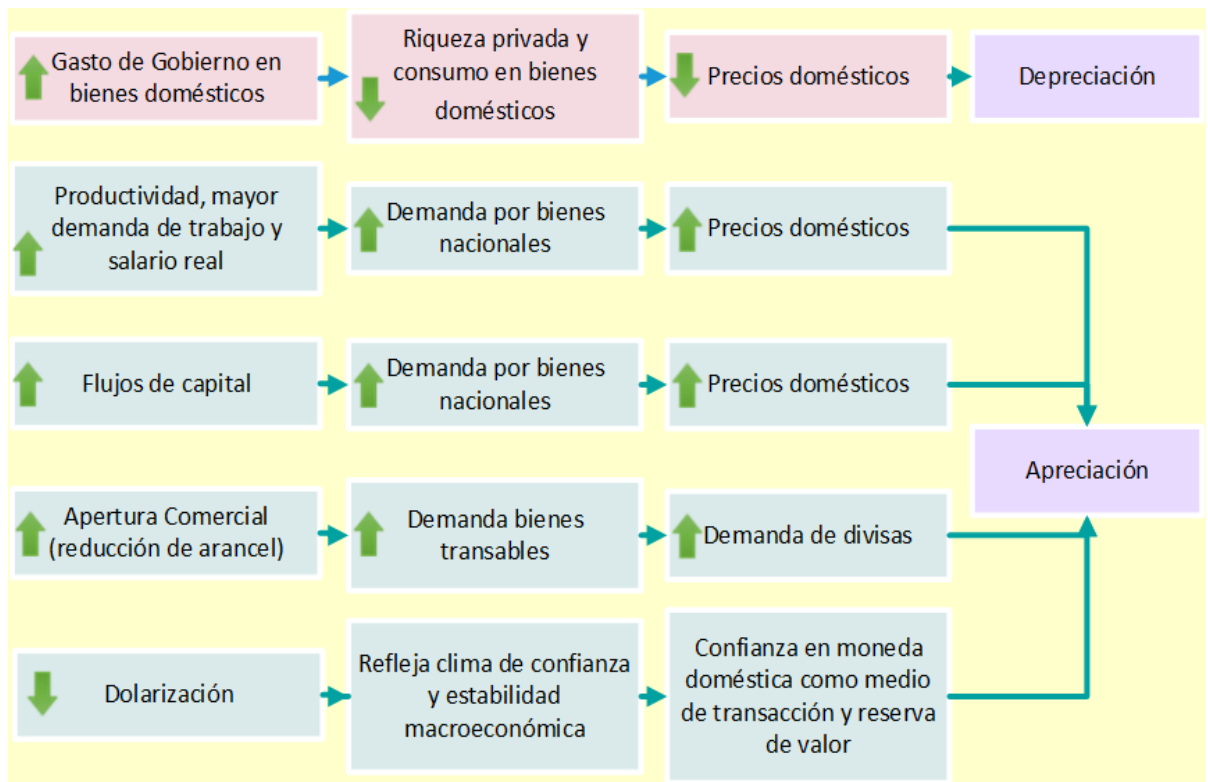 Gasto de Gobierno en
bienes domésticos
Riqueza privada y
consumo en bienes
domésticos
Precios domésticos
Depreciación
Productividad, mayor
demanda de trabajo y
salario real
Demanda por bienes
nacionales
Precios domésticos
Flujos de capital
Demanda por bienes
nacionales
Precios domésticos
Apreciación
Apertura Comercial
(reducción de arancel)
Demanda bienes
transables
Demanda de divisas
Dolarización
Refleja clima de confianza
y estabilidad
macroeconómica
Confianza en moneda
doméstica como medio
de transacción y reserva
de valor